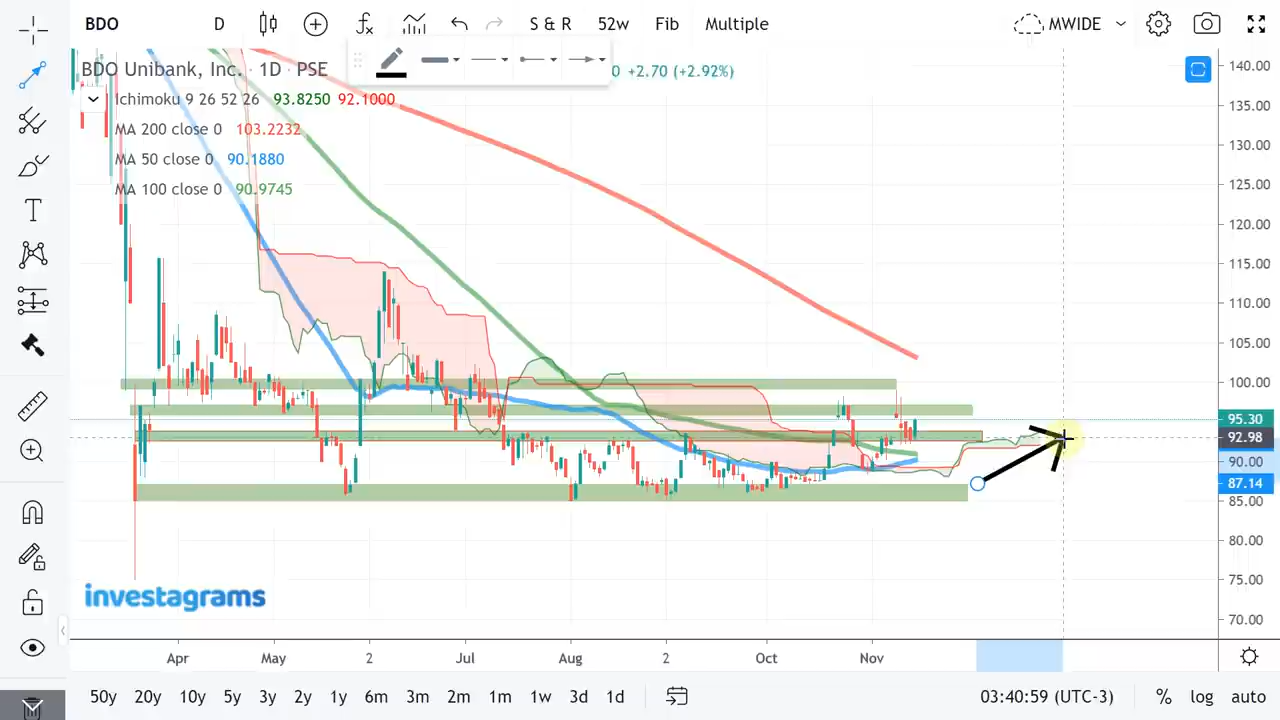 BDO D S & R 52w Fib Multiple MWIDE
BDO Unibank, Inc. · 1D · PSE 0 +2.70 (+2.92%)
Ichimoku 9 26 52 26 93.8250 92.1000
MA 200 close 0 103.2232
MA 50 close 0 90.1880
MA 100 close 0 90.9745
140.00
135.00
130.00
125.00
120.00
115.00
110.00
105.00
100.00
95.30
92.98
90.00
87.14
85.00
80.00
75.00
70.00
investagrams
Apr May 2 Jul Aug 2 Oct Nov
50y 20y 10y 5y 3y 2y 1y 6m 3m 2m 1m 1w 3d 1d 03:40:59 (UTC-3) % log auto